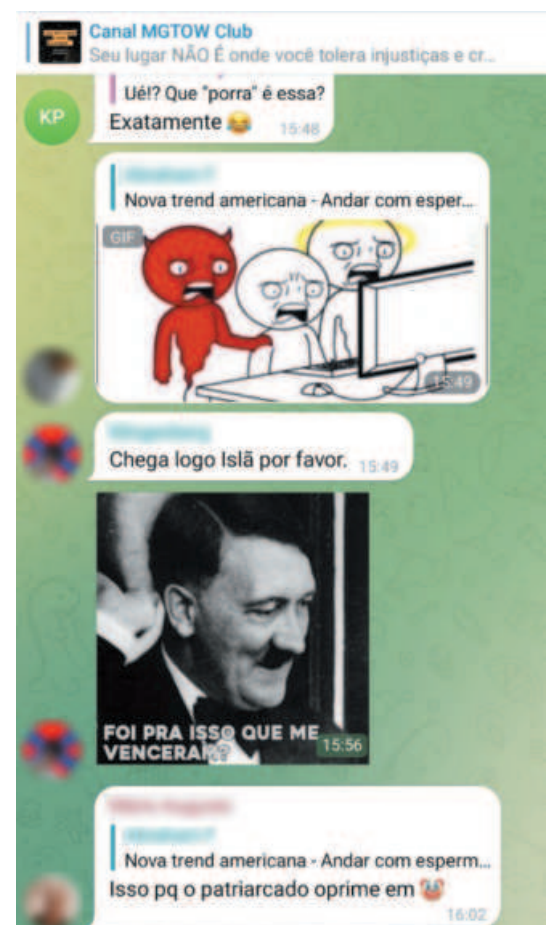 Canal MGTOW Club
Seu lugar NÃO É onde você tolera injustiças e cr...
Ué!? Que "porra" é essa?
KP
Exatamente 😂
15:48
Nova trend americana - Andar com esper...
GIF
15:49
Chega logo Islã por favor. 15:49
FOI PRA ISSO QUE ME
VENCERAM?
15:56
Nova trend americana - Andar com esperm...
Isso pq o patriarcado oprime em 🤡
16:02